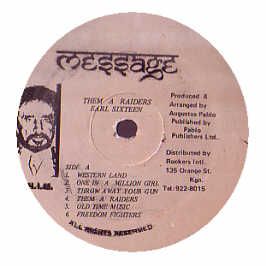 MESSAGE
THEM A RAIDERS
EARL SIXTEEN
Produced &
Arranged by
Augustus Pablo
Published by
Pablo
Publishers Ltd.
Distributed by
Rockers Intl.
135 Orange St.
Kgn.
Tel:922-8015
H.I.M.
SIDE A
1. WESTERN LAND
2. ONE IN A MILLION GIRL
3. THROW AWAY YOUR GUN
4. THEM A RAIDERS
5. OLD TIME MUSIC
6. FREEDOM FIGHTERS
ALL RIGHTS RESERVED